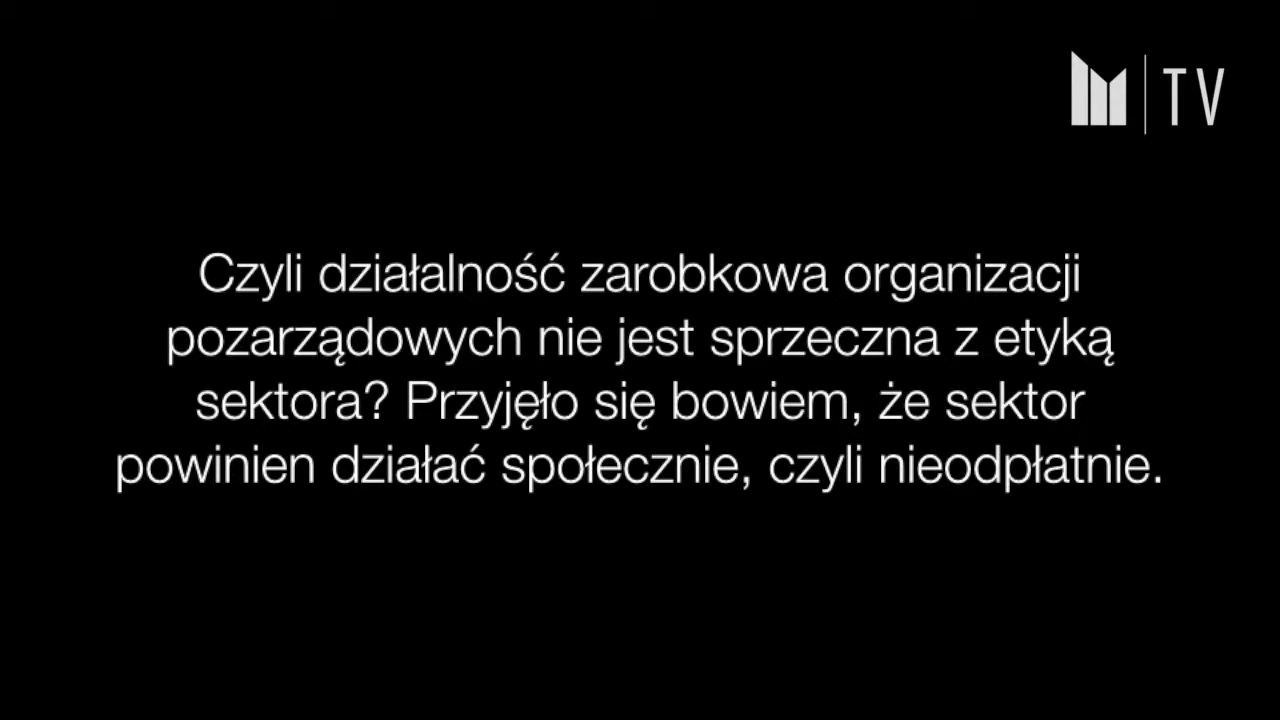 TV
Czyli działalność zarobkowa organizacji
pozarządowych nie jest sprzeczna z etyką
sektora? Przyjęło się bowiem, że sektor
powinien działać społecznie, czyli nieodpłatnie.